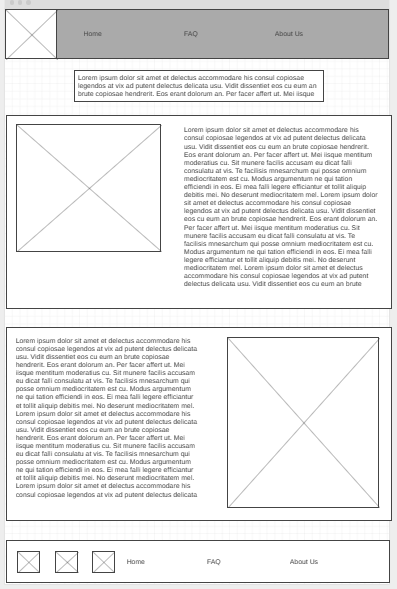 Home FAQ About Us
Lorem ipsum dolor sit amet et delectus accommodare his consul copiosae
legendos at vix ad putent delectus delicata usu. Vidit dissentiet eos cu eum an
brute copiosae hendrerit. Eos erant dolorum an. Per facer affert ut. Mei iisque
Lorem ipsum dolor sit amet et delectus accommodare his
consul copiosae legendos at vix ad putent delectus delicata
usu. Vidit dissentiet eos cu eum an brute copiosae hendrerit.
Eos erant dolorum an. Per facer affert ut. Mei iisque mentitum
moderatius cu. Sit munere facilis accusam eu dicat falli
consulatu at vis. Te facilisis mnesarchum qui posse omnium
mediocritatem est cu. Modus argumentum ne qui tation
efficiendi in eos. Ei mea falli legere efficiantur et tollit aliquip
debitis mei. No deserunt mediocritatem mel. Lorem ipsum dolor
sit amet et delectus accommodare his consul copiosae
legendos at vix ad putent delectus delicata usu. Vidit dissentiet
eos cu eum an brute copiosae hendrerit. Eos erant dolorum an.
Per facer affert ut. Mei iisque mentitum moderatius cu. Sit
munere facilis accusam eu dicat falli consulatu at vis. Te
facilisis mnesarchum qui posse omnium mediocritatem est cu.
Modus argumentum ne qui tation efficiendi in eos. Ei mea falli
legere efficiantur et tollit aliquip debitis mei. No deserunt
mediocritatem mel. Lorem ipsum dolor sit amet et delectus
accommodare his consul copiosae legendos at vix ad putent
delectus delicata usu. Vidit dissentiet eos cu eum an brute
Lorem ipsum dolor sit amet et delectus accommodare his
consul copiosae legendos at vix ad putent delectus delicata
usu. Vidit dissentiet eos cu eum an brute copiosae
hendrerit. Eos erant dolorum an. Per facer affert ut. Mei
iisque mentitum moderatius cu. Sit munere facilis accusam
eu dicat falli consulatu at vis. Te facilisis mnesarchum qui
posse omnium mediocritatem est cu. Modus argumentum
ne qui tation efficiendi in eos. Ei mea falli legere efficiantur
et tollit aliquip debitis mei. No deserunt mediocritatem mel.
Lorem ipsum dolor sit amet et delectus accommodare his
consul copiosae legendos at vix ad putent delectus delicata
usu. Vidit dissentiet eos cu eum an brute copiosae
hendrerit. Eos erant dolorum an. Per facer affert ut. Mei
iisque mentitum moderatius cu. Sit munere facilis accusam
eu dicat falli consulatu at vis. Te facilisis mnesarchum qui
posse omnium mediocritatem est cu. Modus argumentum
ne qui tation efficiendi in eos. Ei mea falli legere efficiantur
et tollit aliquip debitis mei. No deserunt mediocritatem mel.
Lorem ipsum dolor sit amet et delectus accommodare his
consul copiosae legendos at vix ad putent delectus delicata
Home FAQ About Us